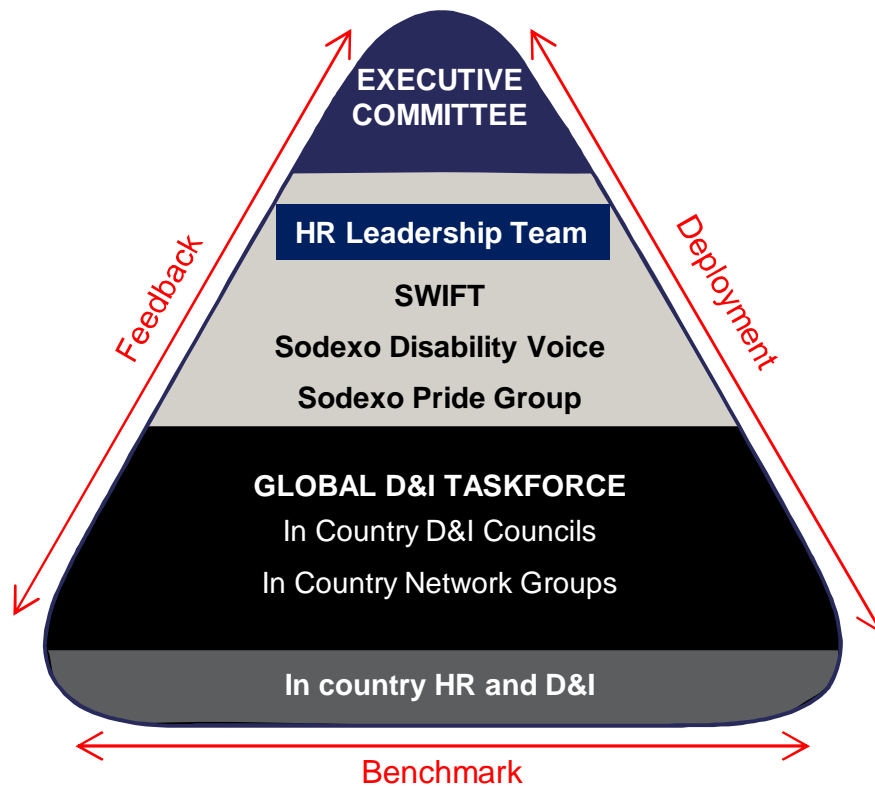 EXECUTIVE
COMMITTEE
HR Leadership Team
SWIFT
Sodexo Disability Voice
Sodexo Pride Group
Feedback
Deployment
GLOBAL D&I TASKFORCE
In Country D&I Councils
In Country Network Groups
In country HR and D&I
Benchmark